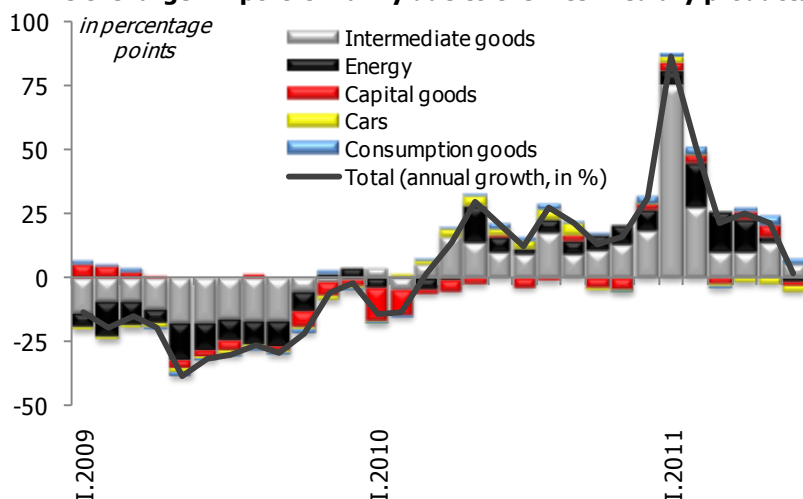 in percentage
points
100
75
50
25
0
-25
-50
Intermediate goods
Energy
Capital goods
Cars
Consumption goods
Total (annual growth, in %)
I.2009
I.2010
I.2011